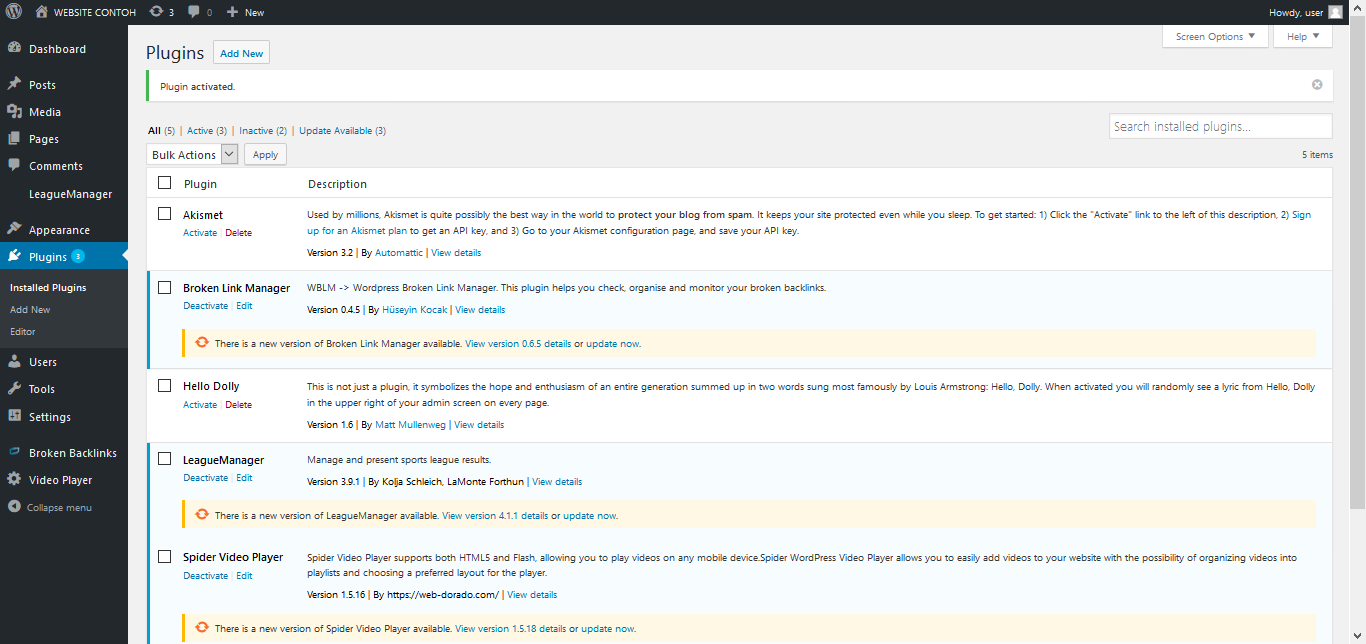 WEBSITE CONTOH 3 0 New Howdy, user
Dashboard
Posts
Media
Pages
Comments
LeagueManager
Appearance
Plugins 3
Installed Plugins
Add New
Editor
Users
Tools
Settings
Broken Backlinks
Video Player
Collapse menu
Screen Options Help
Plugins Add New
Plugin activated.
All (5) | Active (3) | Inactive (2) | Update Available (3)
Search installed plugins...
Bulk Actions Apply
5 items
Plugin Description
Akismet
Activate | Delete
Used by millions, Akismet is quite possibly the best way in the world to protect your blog from spam. It keeps your site protected even while you sleep. To get started: 1) Click the "Activate" link to the left of this description, 2) Sign
up for an Akismet plan to get an API key, and 3) Go to your Akismet configuration page, and save your API key.
Version 3.2 | By Automattic | View details
Broken Link Manager
Deactivate | Edit
WBLM -> Wordpress Broken Link Manager. This plugin helps you check, organise and monitor your broken backlinks.
Version 0.4.5 | By Hüseyin Kocak | View details
There is a new version of Broken Link Manager available. View version 0.6.5 details or update now.
Hello Dolly
Activate | Delete
This is not just a plugin, it symbolizes the hope and enthusiasm of an entire generation summed up in two words sung most famously by Louis Armstrong: Hello, Dolly. When activated you will randomly see a lyric from Hello, Dolly
in the upper right of your admin screen on every page.
Version 1.6 | By Matt Mullenweg | View details
LeagueManager
Deactivate | Edit
Manage and present sports league results.
Version 3.9.1 | By Kolja Schleich, LaMonte Forthun | View details
There is a new version of LeagueManager available. View version 4.1.1 details or update now.
Spider Video Player
Deactivate | Edit
Spider Video Player supports both HTML5 and Flash, allowing you to play videos on any mobile device.Spider WordPress Video Player allows you to easily add videos to your website with the possibility of organizing videos into
playlists and choosing a preferred layout for the player.
Version 1.5.16 | By https://web-dorado.com/ | View details
There is a new version of Spider Video Player available. View version 1.5.18 details or update now.